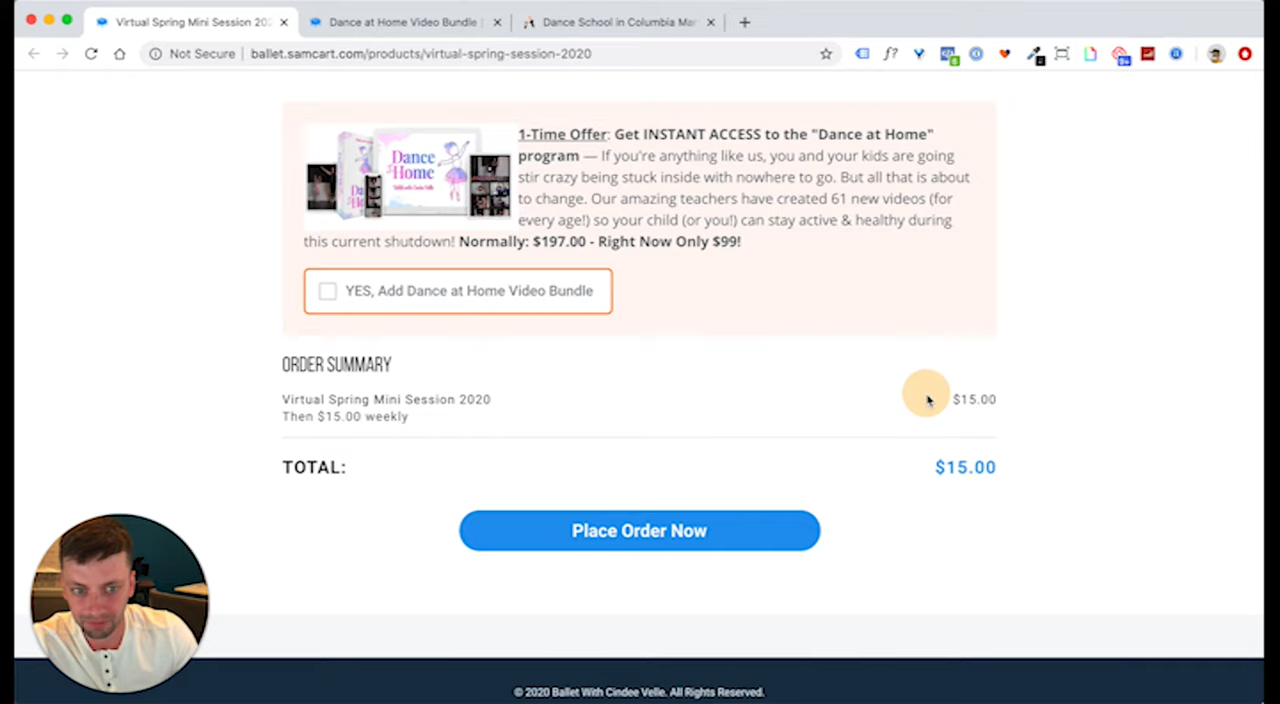 Virtual Spring Mini Session 202
Dance at Home Video Bundle |
Dance School in Columbia Mar
Not Secure | ballet.samcart.com/products/virtual-spring-session-2020
f?
1-Time Offer: Get INSTANT ACCESS to the "Dance at Home"
program — If you're anything like us, you and your kids are going
stir crazy being stuck inside with nowhere to go. But all that is about
to change. Our amazing teachers have created 61 new videos (for
every age!) so your child (or you!) can stay active & healthy during
this current shutdown! Normally: $197.00 - Right Now Only $99!
Dance
Home
YES, Add Dance at Home Video Bundle
ORDER SUMMARY
Virtual Spring Mini Session 2020 $15.00
Then $15.00 weekly
TOTAL: $15.00
Place Order Now
© 2020 Ballet With Cindee Velle. All Rights Reserved.